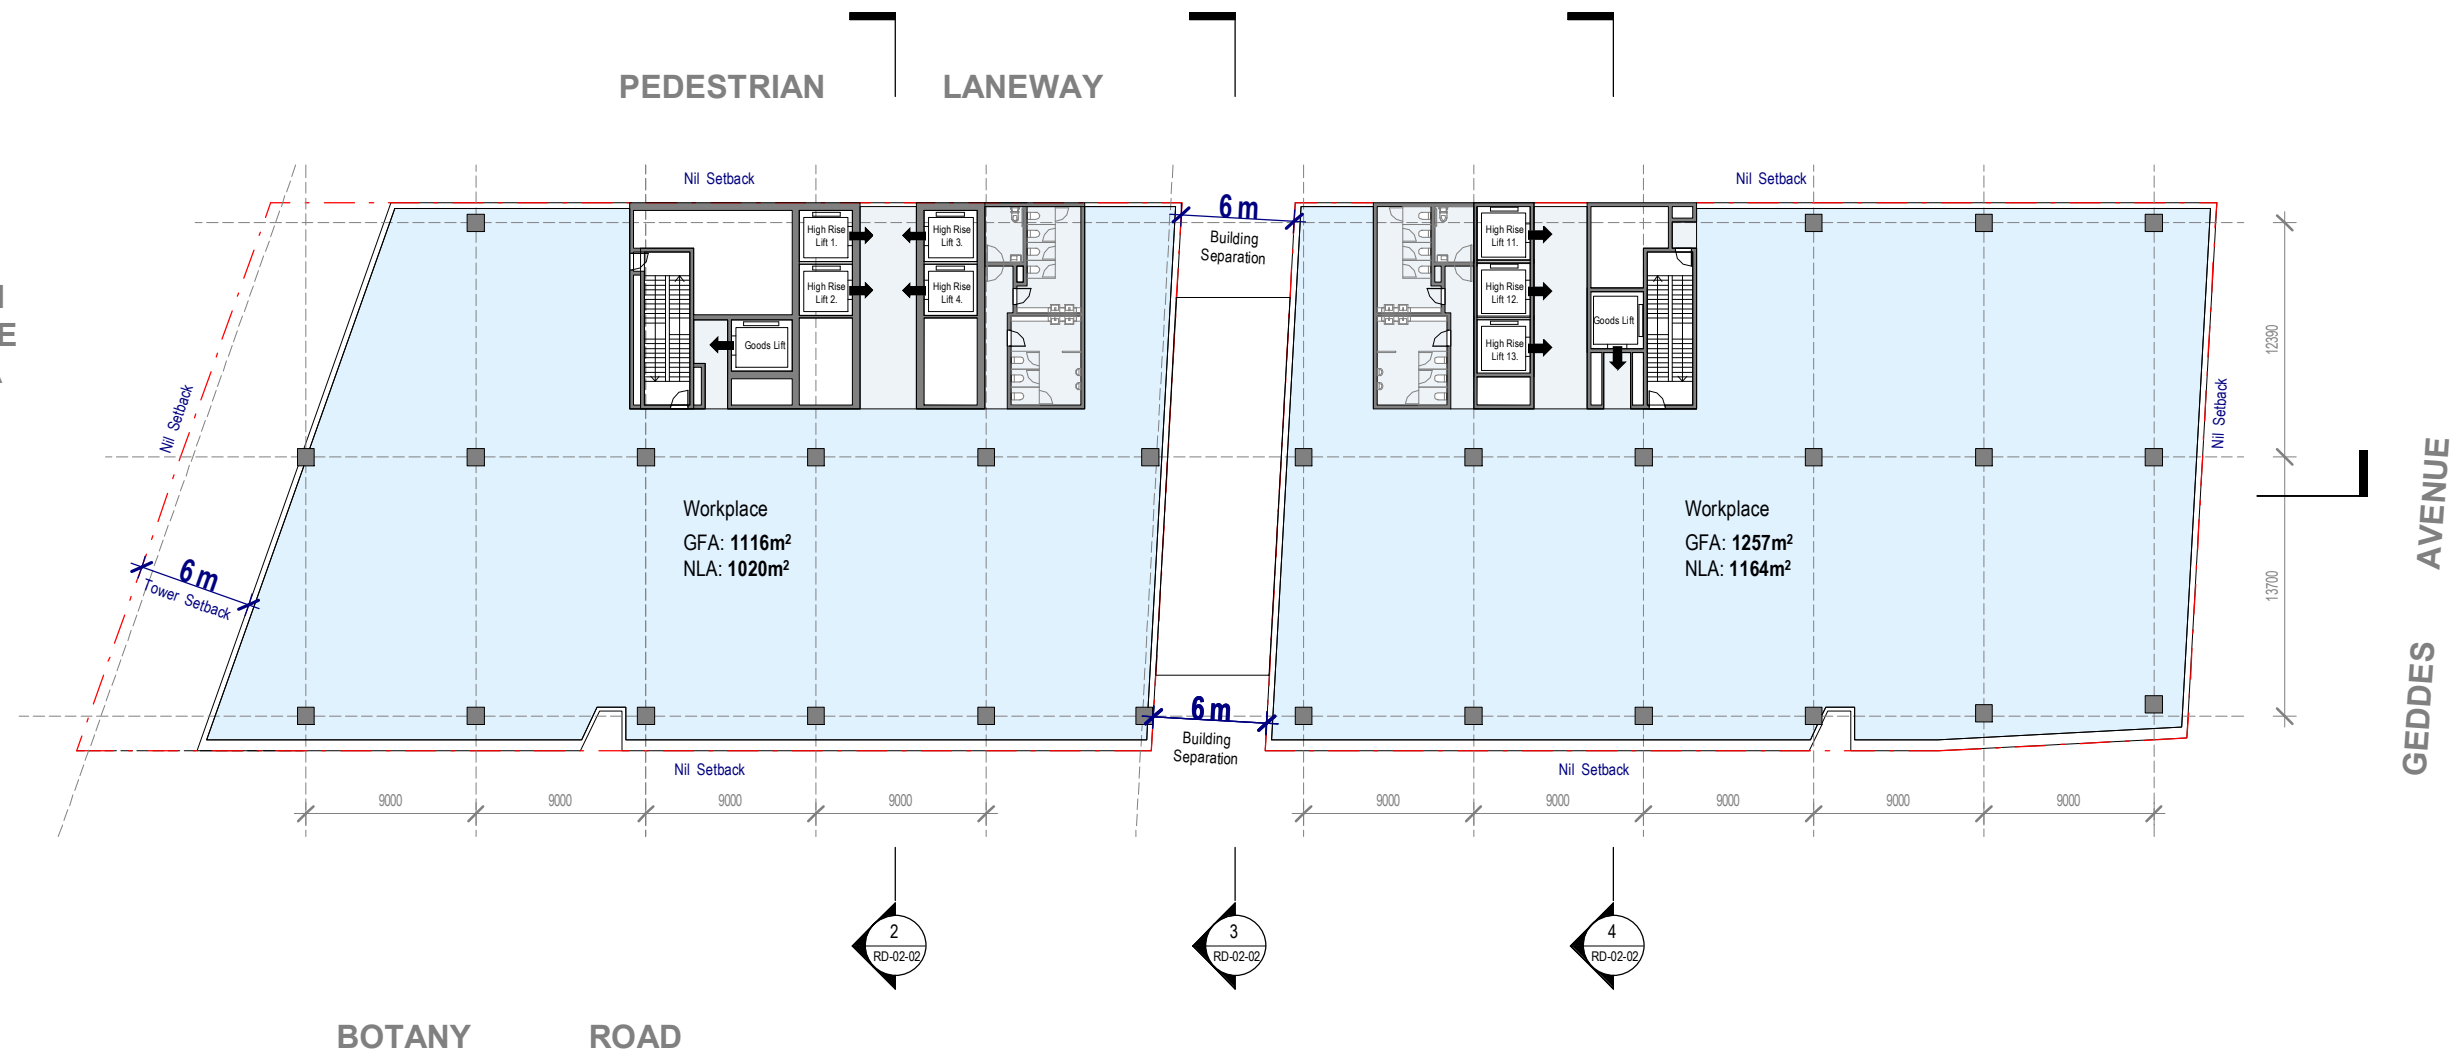 PEDESTRIAN LANEWAY
Nil Setback
Nil Setback
6 m
Building
Separation
High Rise
Lift 1.
High Rise
Lift 2.
High Rise
Lift 3.
High Rise
Lift 4.
Goods Lift
High Rise
Lift 11.
High Rise
Lift 12.
High Rise
Lift 13.
Goods Lift
12390
Nil Setback
Nil Setback
Workplace
GFA: 1116m²
NLA: 1020m²
Workplace
GFA: 1257m²
NLA: 1164m²
6 m
Tower Setback
13700
GEDDES AVENUE
6 m
Building
Separation
Nil Setback
Nil Setback
9000
9000
9000
9000
9000
9000
9000
9000
9000
2
RD-02-02
3
RD-02-02
4
RD-02-02
BOTANY ROAD